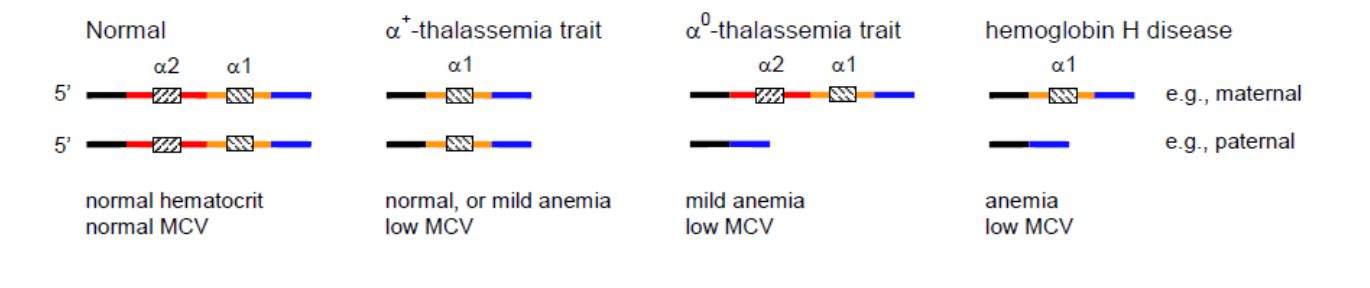 Normal
α⁺-thalassemia trait
α⁰-thalassemia trait
hemoglobin H disease
α2 α1
α1
α2 α1
α1
5’
e.g., maternal
5’
e.g., paternal
normal hematocrit
normal MCV
normal, or mild anemia
low MCV
mild anemia
low MCV
anemia
low MCV